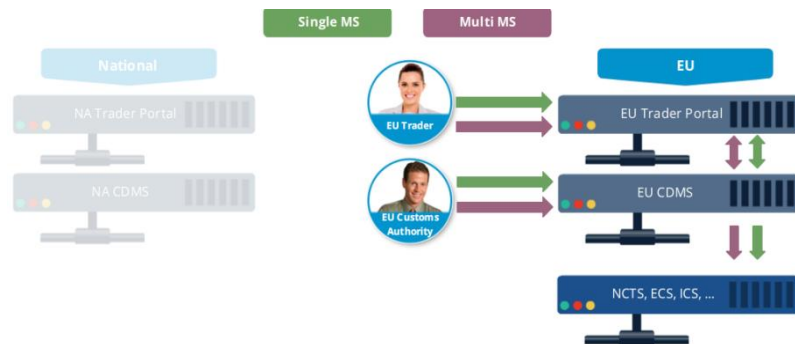 Single MS
Multi MS
National
EU
NA Trader Portal
EU Trader
EU Trader Portal
NA CDMS
EU Customs
Authority
EU CDMS
NCTS, ECS, ICS, ...